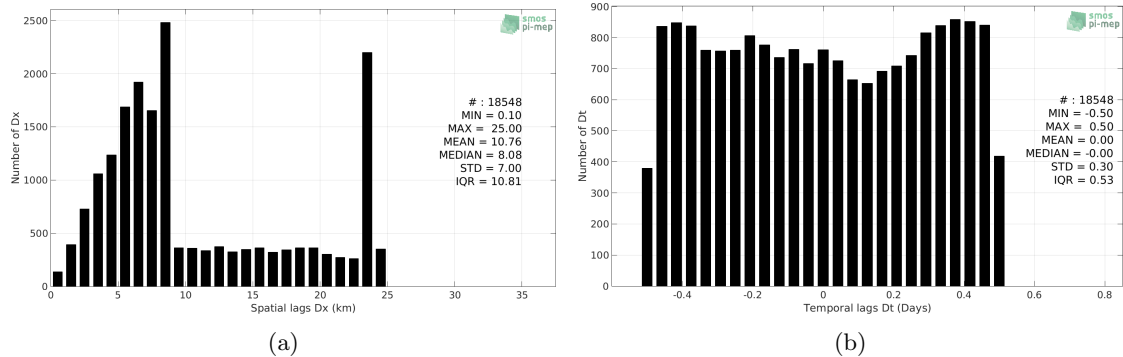 2500
2000
1500
1000
500
0
Number of Dx
smos
pi-mep
# : 18548
MIN = 0.10
MAX = 25.00
MEAN = 10.76
MEDIAN = 8.08
STD = 7.00
IQR = 10.81
0 5 10 15 20 25 30 35
Spatial lags Dx (km)
(a)
900
800
700
600
500
400
300
200
100
0
Number of Dt
smos
pi-mep
# : 18548
MIN = -0.50
MAX = 0.50
MEAN = 0.00
MEDIAN = -0.00
STD = 0.30
IQR = 0.53
-0.4 -0.2 0 0.2 0.4 0.6 0.8
Temporal lags Dt (Days)
(b)